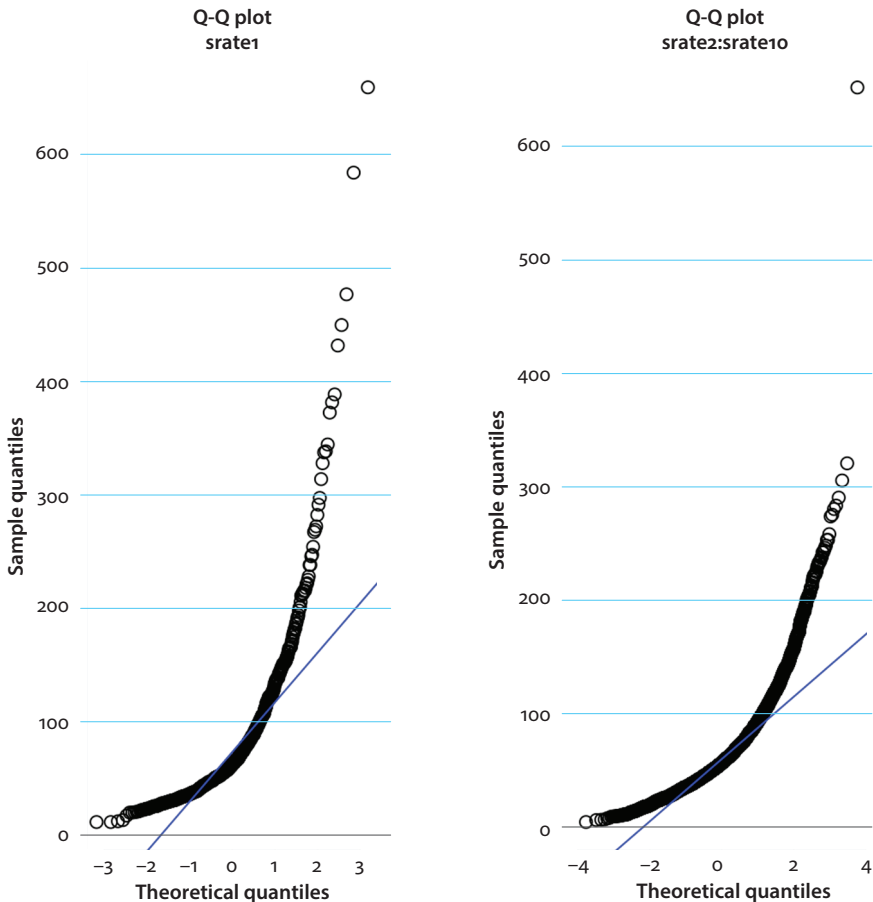 Q-Q plot
srate1
600
500
400
300
200
100
0
Sample quantiles
−3 −2 −1 0 1 2 3
Theoretical quantiles
Q-Q plot
srate2:srate10
600
500
400
300
200
100
0
Sample quantiles
−4 −2 0 2 4
Theoretical quantiles